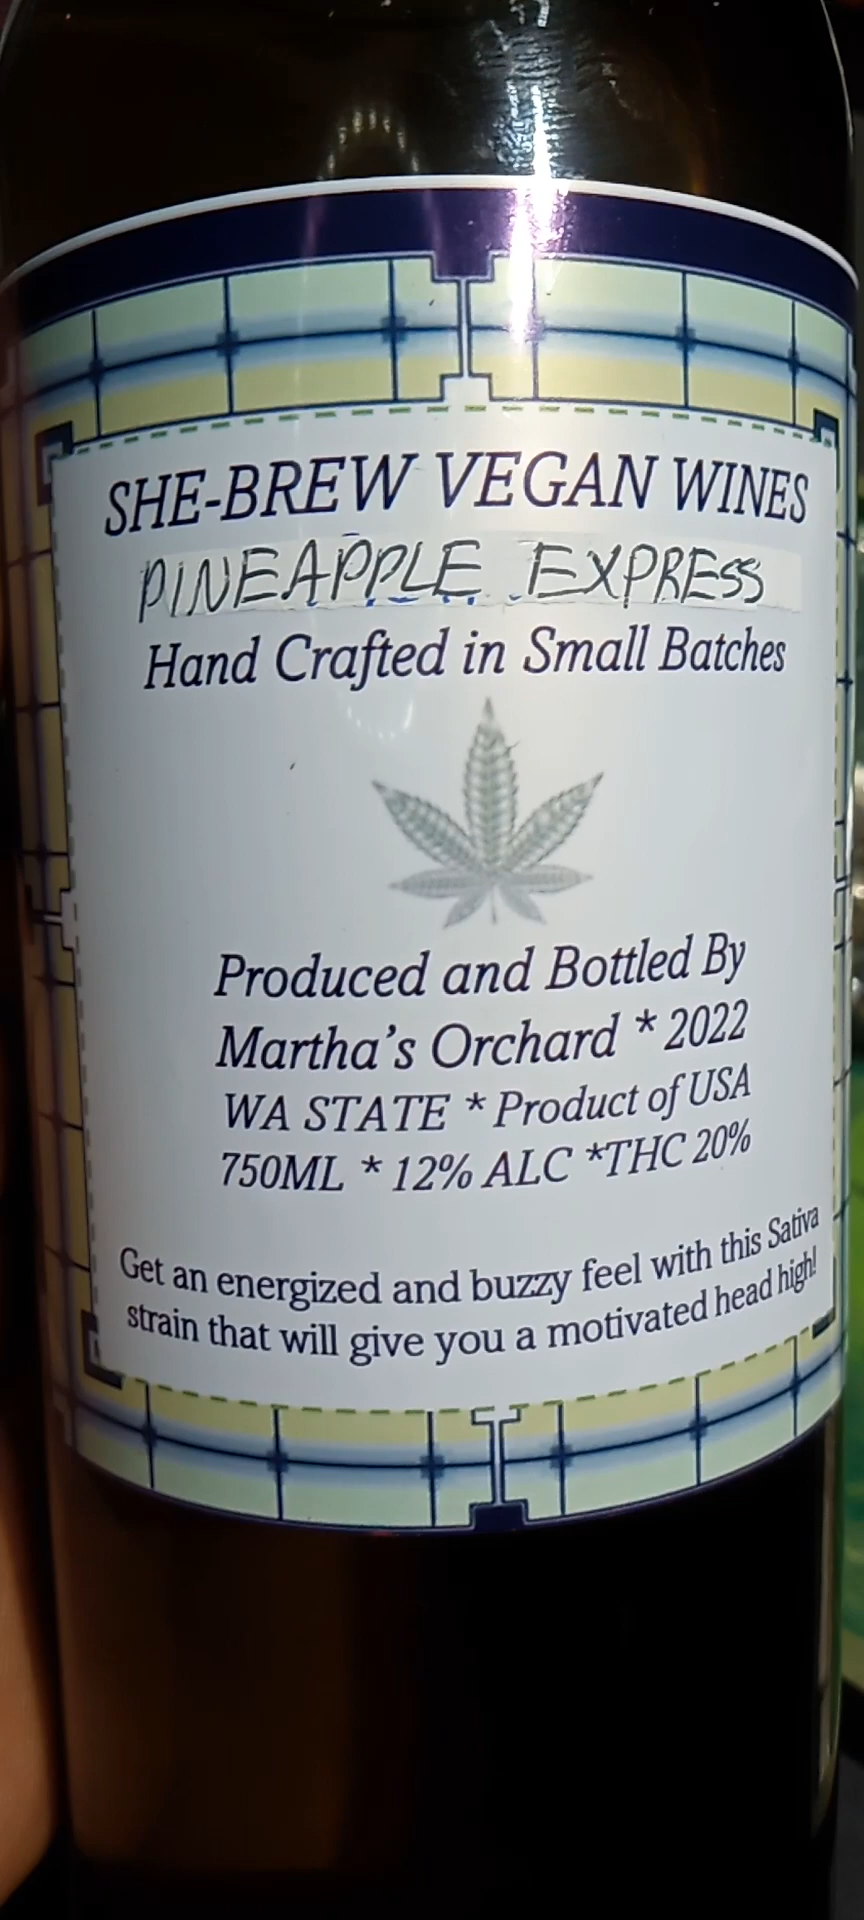 SHE-BREW VEGAN WINES
PINEAPPLE EXPRESS
Hand Crafted in Small Batches
Produced and Bottled By
Martha's Orchard * 2022
WA STATE * Product of USA
750ML * 12% ALC *THC 20%
Get an energized and buzzy feel with this Sativa
strain that will give you a motivated head high!